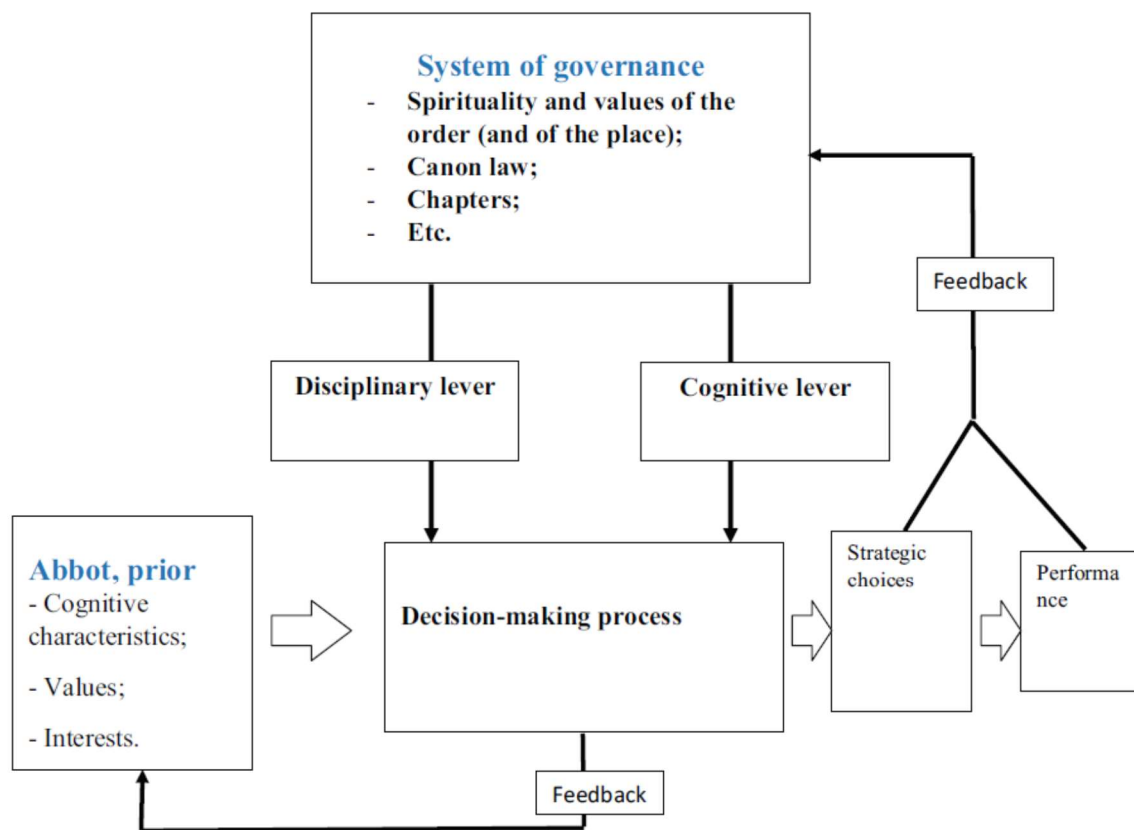 System of governance
- Spirituality and values of the
order (and of the place);
- Canon law;
- Chapters;
- Etc.
Feedback
Disciplinary lever
Cognitive lever
Abbot, prior
- Cognitive
characteristics;
- Values;
- Interests.
Decision-making process
Strategic
choices
Performa
nce
Feedback